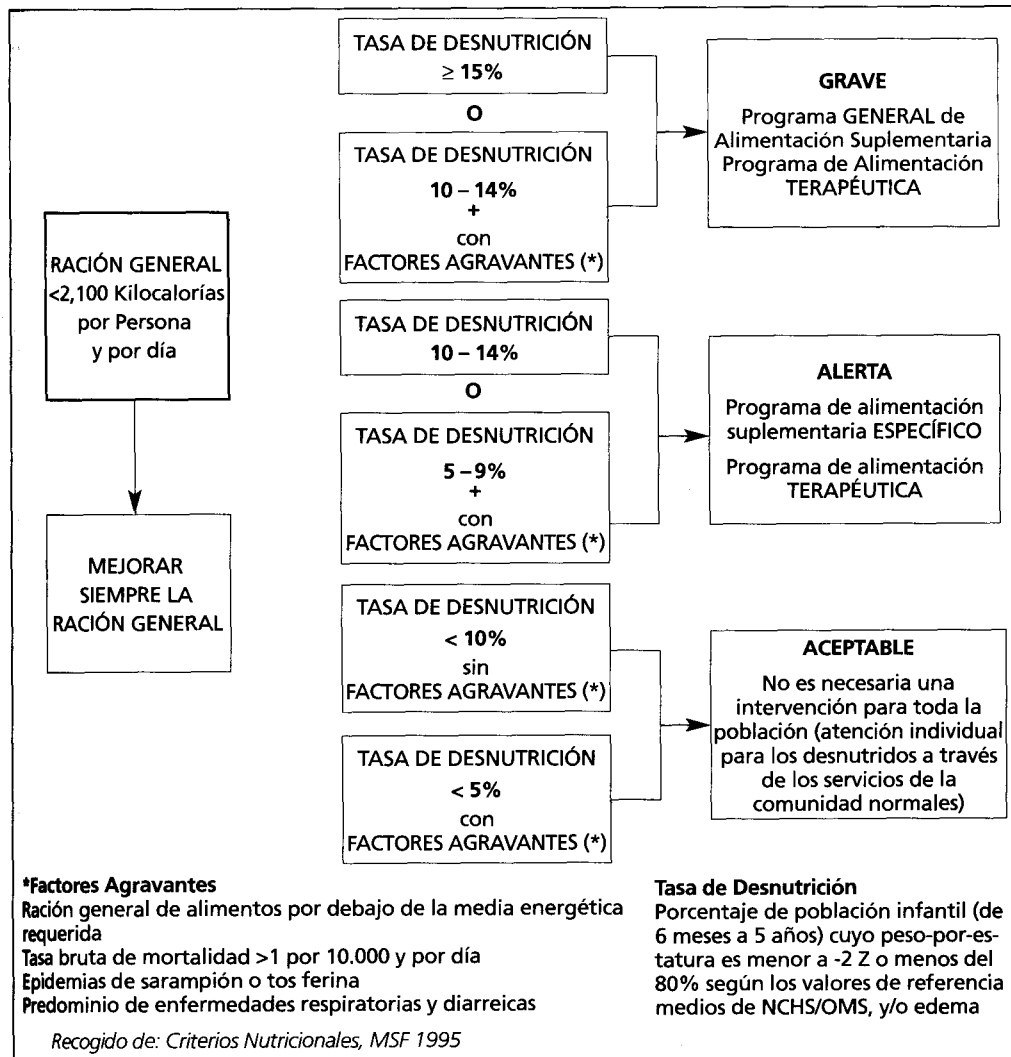 RACIÓN GENERAL
<2,100 Kilocalorías
por Persona
y por día
MEJORAR
SIEMPRE LA
RACIÓN GENERAL
TASA DE DESNUTRICIÓN
≥ 15%
O
TASA DE DESNUTRICIÓN
10 – 14%
+
con
FACTORES AGRAVANTES (*)
GRAVE
Programa GENERAL de
Alimentación Suplementaria
Programa de Alimentación
TERAPÉUTICA
TASA DE DESNUTRICIÓN
10 – 14%
O
TASA DE DESNUTRICIÓN
5 – 9%
+
con
FACTORES AGRAVANTES (*)
ALERTA
Programa de alimentación
suplementaria ESPECÍFICO
Programa de alimentación
TERAPÉUTICA
TASA DE DESNUTRICIÓN
< 10%
sin
FACTORES AGRAVANTES (*)
TASA DE DESNUTRICIÓN
< 5%
con
FACTORES AGRAVANTES (*)
ACEPTABLE
No es necesaria una
intervención para toda la
población (atención individual
para los desnutridos a través
de los servicios de la
comunidad normales)
*Factores Agravantes
Ración general de alimentos por debajo de la media energética
requerida
Tasa bruta de mortalidad >1 por 10.000 y por día
Epidemias de sarampión o tos ferina
Predominio de enfermedades respiratorias y diarreicas
Recogido de: Criterios Nutricionales, MSF 1995
Tasa de Desnutrición
Porcentaje de población infantil (de
6 meses a 5 años) cuyo peso-por-es-
tatura es menor a -2 Z o menos del
80% según los valores de referencia
medios de NCHS/OMS, y/o edema